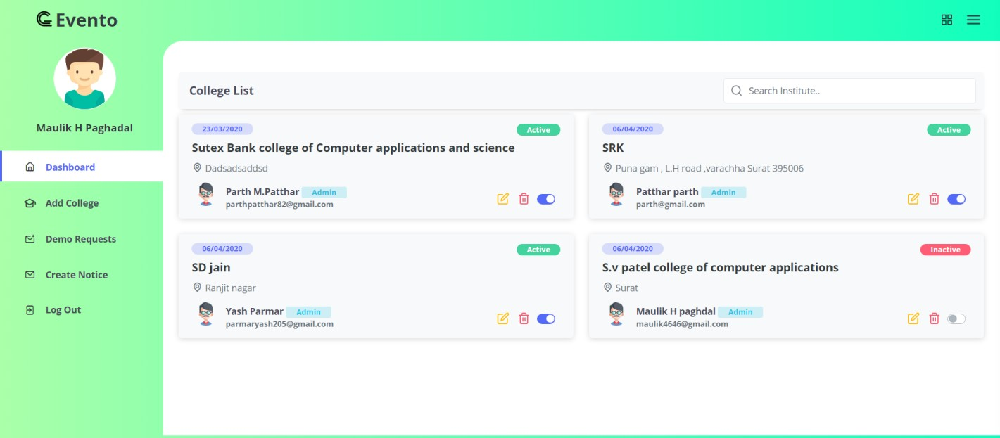 Evento
Maulik H Paghadal
Dashboard
Add College
Demo Requests
Create Notice
Log Out
College List
Search Institute..
23/03/2020
Active
Sutex Bank college of Computer applications and science
Dadsadsaddsd
Parth M.Patthar Admin
parthpatthar82@gmail.com
06/04/2020
Active
SRK
Puna gam , L.H road ,varachha Surat 395006
Patthar parth Admin
parth@gmail.com
06/04/2020
Active
SD jain
Ranjit nagar
Yash Parmar Admin
parmaryash205@gmail.com
06/04/2020
Inactive
S.v patel college of computer applications
Surat
Maulik H paghdal Admin
maulik4646@gmail.com